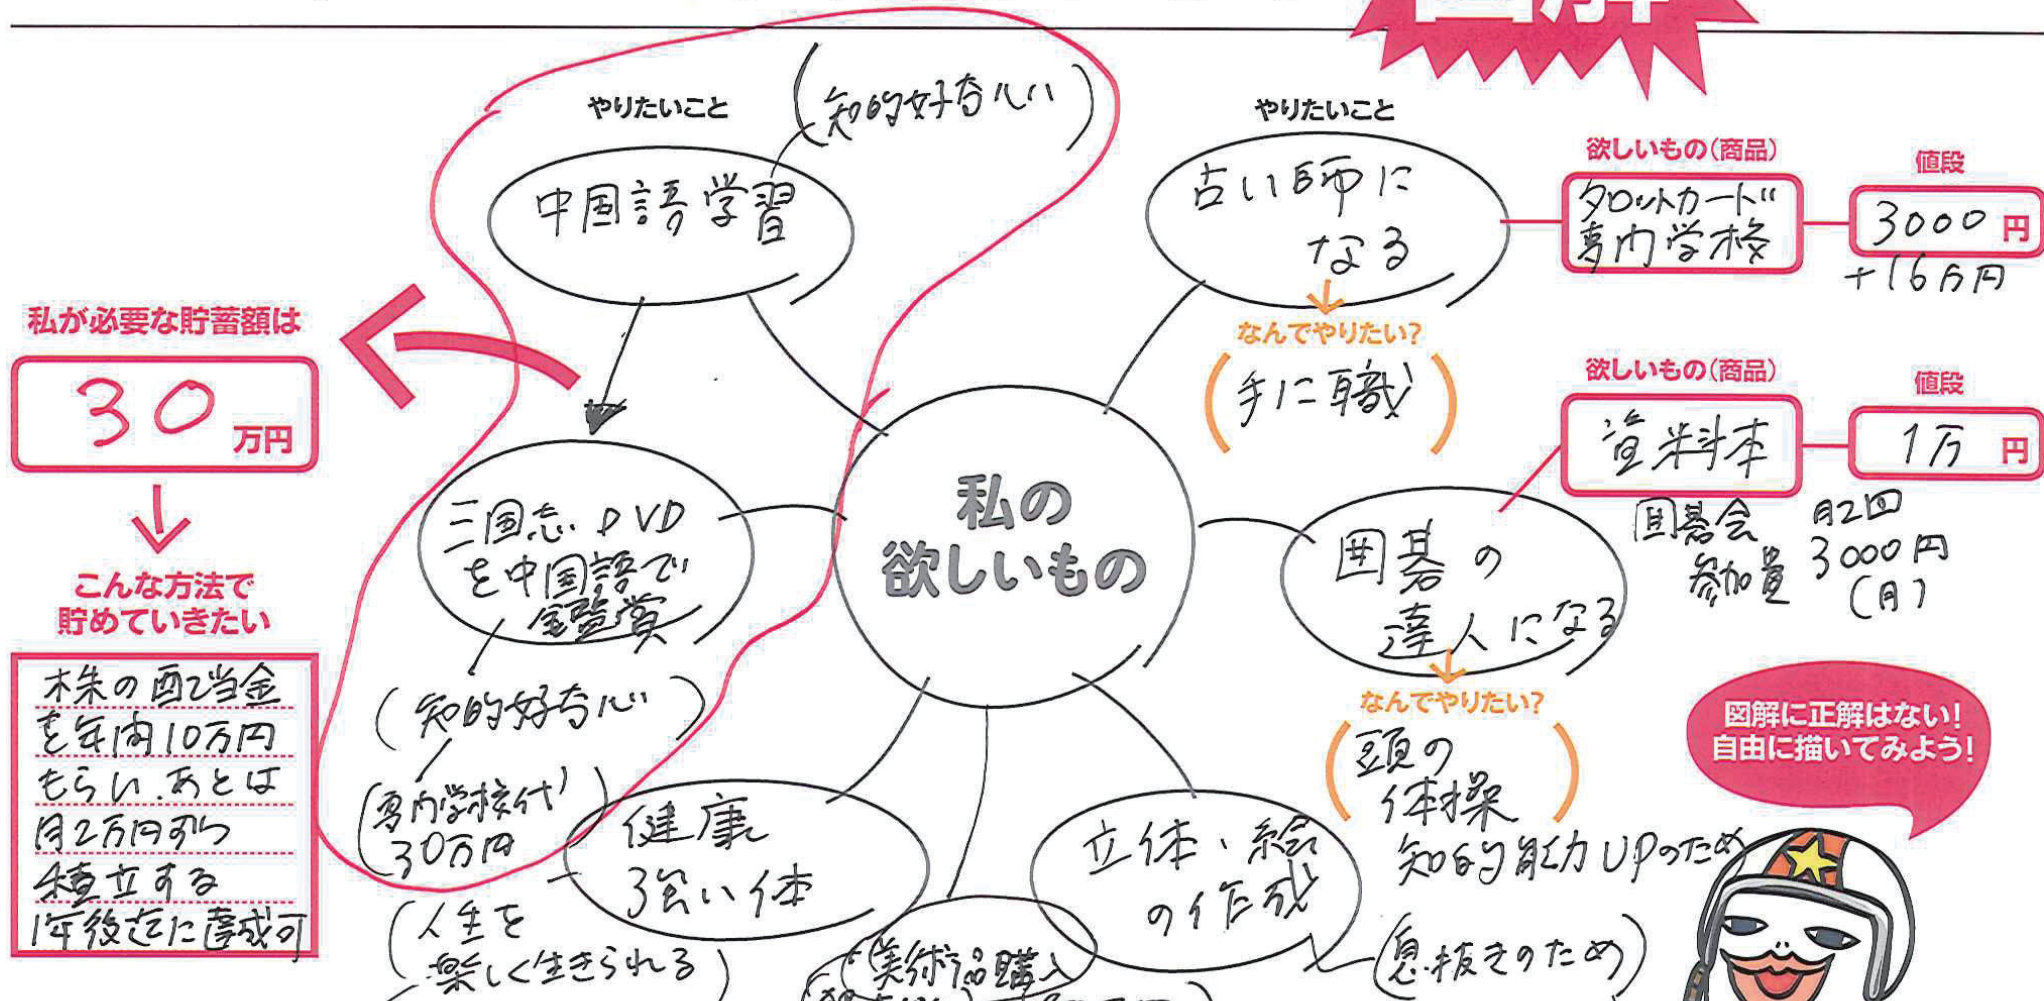 図解
やりたいこと
(知的好奇心)
中国語学習
やりたいこと
占い師に
なる
なんでやりたい?
(手に職)
欲しいもの(商品)
タロットカード
専門学校
値段
3000円
+16万円
私が必要な貯蓄額は
30万円
こんな方法で
貯めていきたい
株の配当金
を年内10万円
もらい、あとは
月2万円ずつ
積立する
1年後迄に達成可
三国志DVD
を中国語で
鑑賞
(知的好奇心)
(専門学校代)
30万円
私の
欲しいもの
囲碁の
達人になる
なんでやりたい?
(頭の
体操)
知的能力UPのため
欲しいもの(商品)
資料本
値段
1万円
囲碁会 月2回
参加費 3000円
(月)
図解に正解はない!
自由に描いてみよう!
健康
強い体
(人生を
楽しく生きられる)
美術品購入
立体・絵
の作成
(息抜きのため)